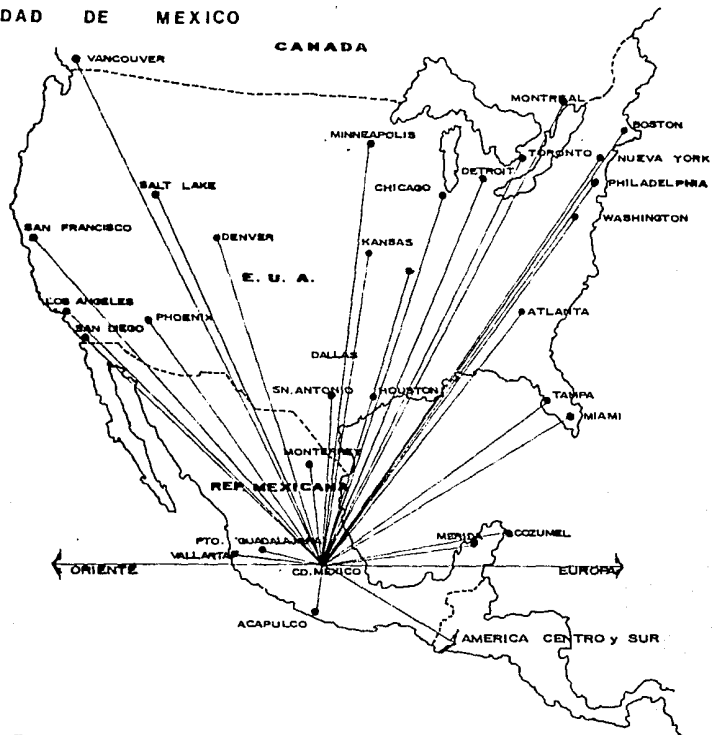 DAD DE MEXICO
CANADA
VANCOUVER
MONTREAL
BOSTON
MINNEAPOLIS
TORONTO
NUEVA YORK
DETROIT
SALT LAKE
CHICAGO
PHILADELPHIA
WASHINGTON
SAN FRANCISCO
DENVER
KANSAS
E. U. A.
LOS ANGELES
PHOENIX
ATLANTA
SAN DIEGO
DALLAS
SN. ANTONIO
HOUSTON
TAMPA
MIAMI
MONTERREY
REP. MEXICANA
PTO. GUADALAJARA
MERIDA
COZUMEL
VALLARTA
ORIENTE
CD. MEXICO
EUROPA
ACAPULCO
AMERICA CENTRO y SUR